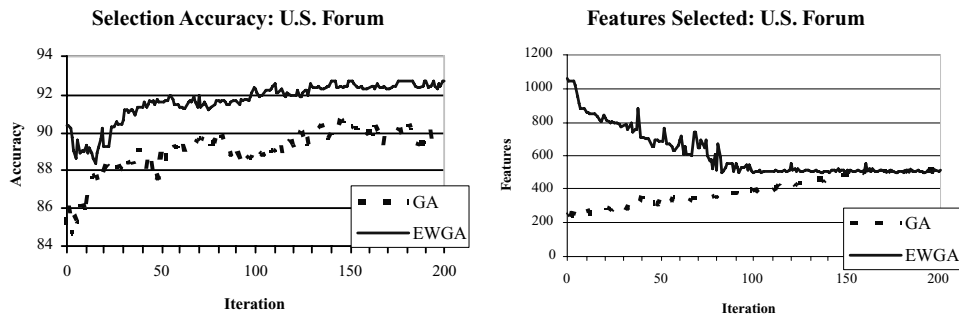 Selection Accuracy: U.S. Forum
94
92
90
88
86
84
Accuracy
0
50
100
150
200
Iteration
GA
EWGA
Features Selected: U.S. Forum
1200
1000
800
600
400
200
0
Features
0
50
100
150
200
Iteration
GA
EWGA